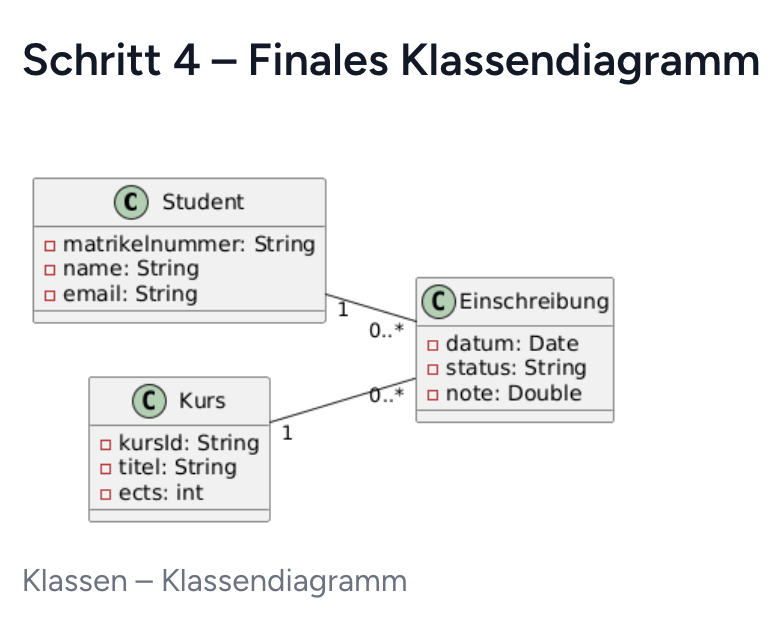 Schritt 4 – Finales Klassendiagramm
C Student
matrikelnummer: String
name: String
email: String
1
0..*
C Einschreibung
datum: Date
status: String
note: Double
C Kurs
kursId: String
titel: String
ects: int
1
0..*
Klassen – Klassendiagramm